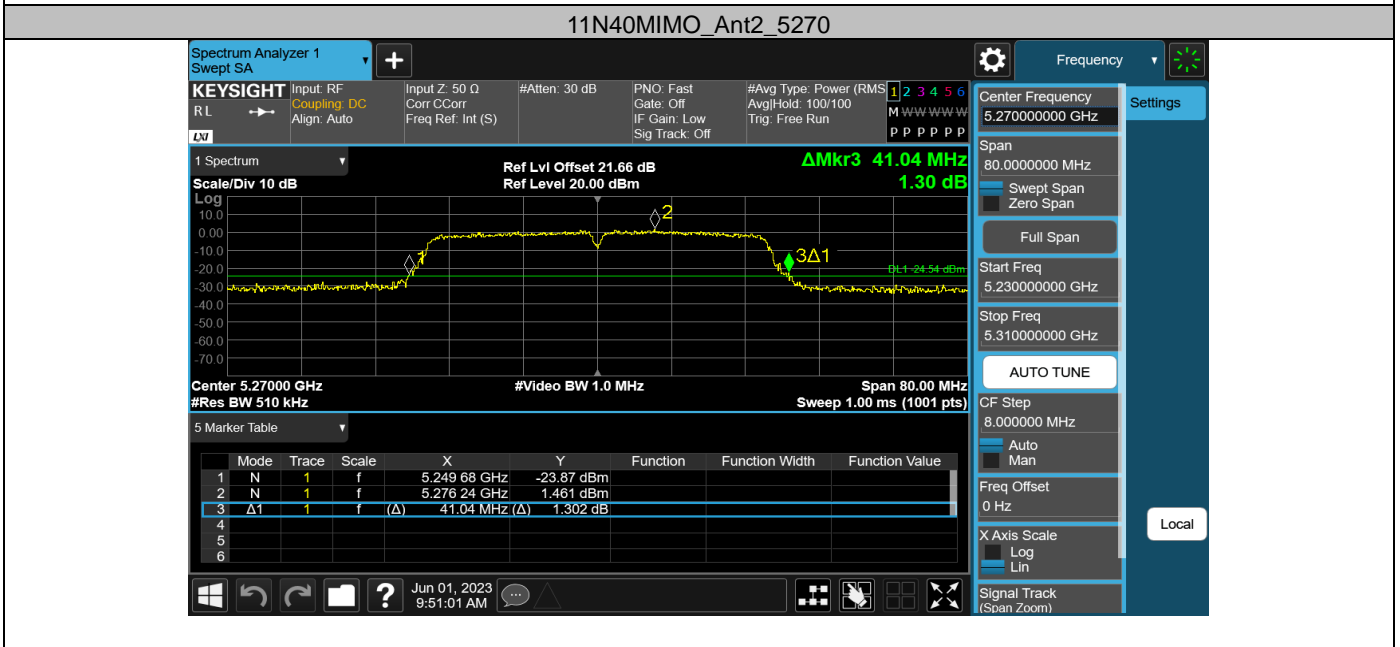 11N40MIMO_Ant2_5270
Spectrum Analyzer 1
Swept SA
+
Frequency
KEYSIGHT
RL
LXI
Input: RF
Coupling: DC
Align: Auto
Input Z: 50 Ω
Corr CCorr
Freq Ref: Int (S)
#Atten: 30 dB
PNO: Fast
Gate: Off
IF Gain: Low
Sig Track: Off
#Avg Type: Power (RMS
Avg|Hold: 100/100
Trig: Free Run
1 2 3 4 5 6
M W W W W W
P P P P P P
1 Spectrum
Scale/Div 10 dB
Ref Lvl Offset 21.66 dB
Ref Level 20.00 dBm
ΔMkr3 41.04 MHz
1.30 dB
Log
10.0
0.00
-10.0
-20.0
-30.0
-40.0
-50.0
-60.0
-70.0
1
2
3Δ1
DL1 -24.54 dBm
Center 5.27000 GHz
#Video BW 1.0 MHz
Span 80.00 MHz
#Res BW 510 kHz
Sweep 1.00 ms (1001 pts)
5 Marker Table
Mode Trace Scale X Y Function Function Width Function Value
1 N 1 f 5.249 68 GHz -23.87 dBm
2 N 1 f 5.276 24 GHz 1.461 dBm
3 Δ1 1 f (Δ) 41.04 MHz (Δ) 1.302 dB
4
5
6
?
Jun 01, 2023
9:51:01 AM
Center Frequency
5.270000000 GHz
Settings
Span
80.0000000 MHz
Swept Span
Zero Span
Full Span
Start Freq
5.230000000 GHz
Stop Freq
5.310000000 GHz
AUTO TUNE
CF Step
8.000000 MHz
Auto
Man
Freq Offset
0 Hz
X Axis Scale
Log
Lin
Local
Signal Track
(Span Zoom)